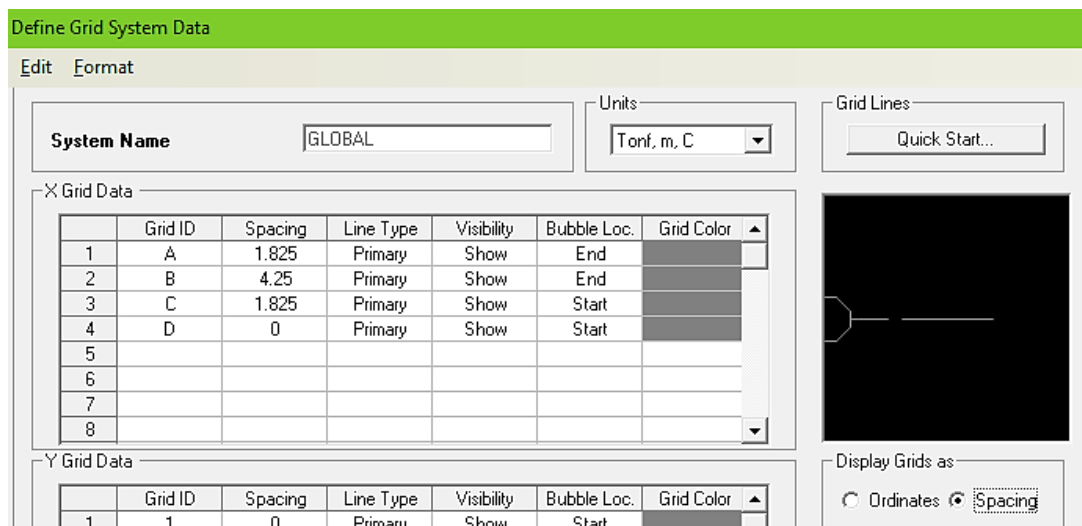 Define Grid System Data
Edit Format
Units
Grid Lines
System Name GLOBAL Tonf, m, C Quick Start...
X Grid Data
Grid ID Spacing Line Type Visibility Bubble Loc. Grid Color
1 A 1.825 Primary Show End
2 B 4.25 Primary Show End
3 C 1.825 Primary Show Start
4 D 0 Primary Show Start
5
6
7
8
Y Grid Data
Display Grids as
Grid ID Spacing Line Type Visibility Bubble Loc. Grid Color
Ordinates Spacing
1 1 0 Primary Show Start